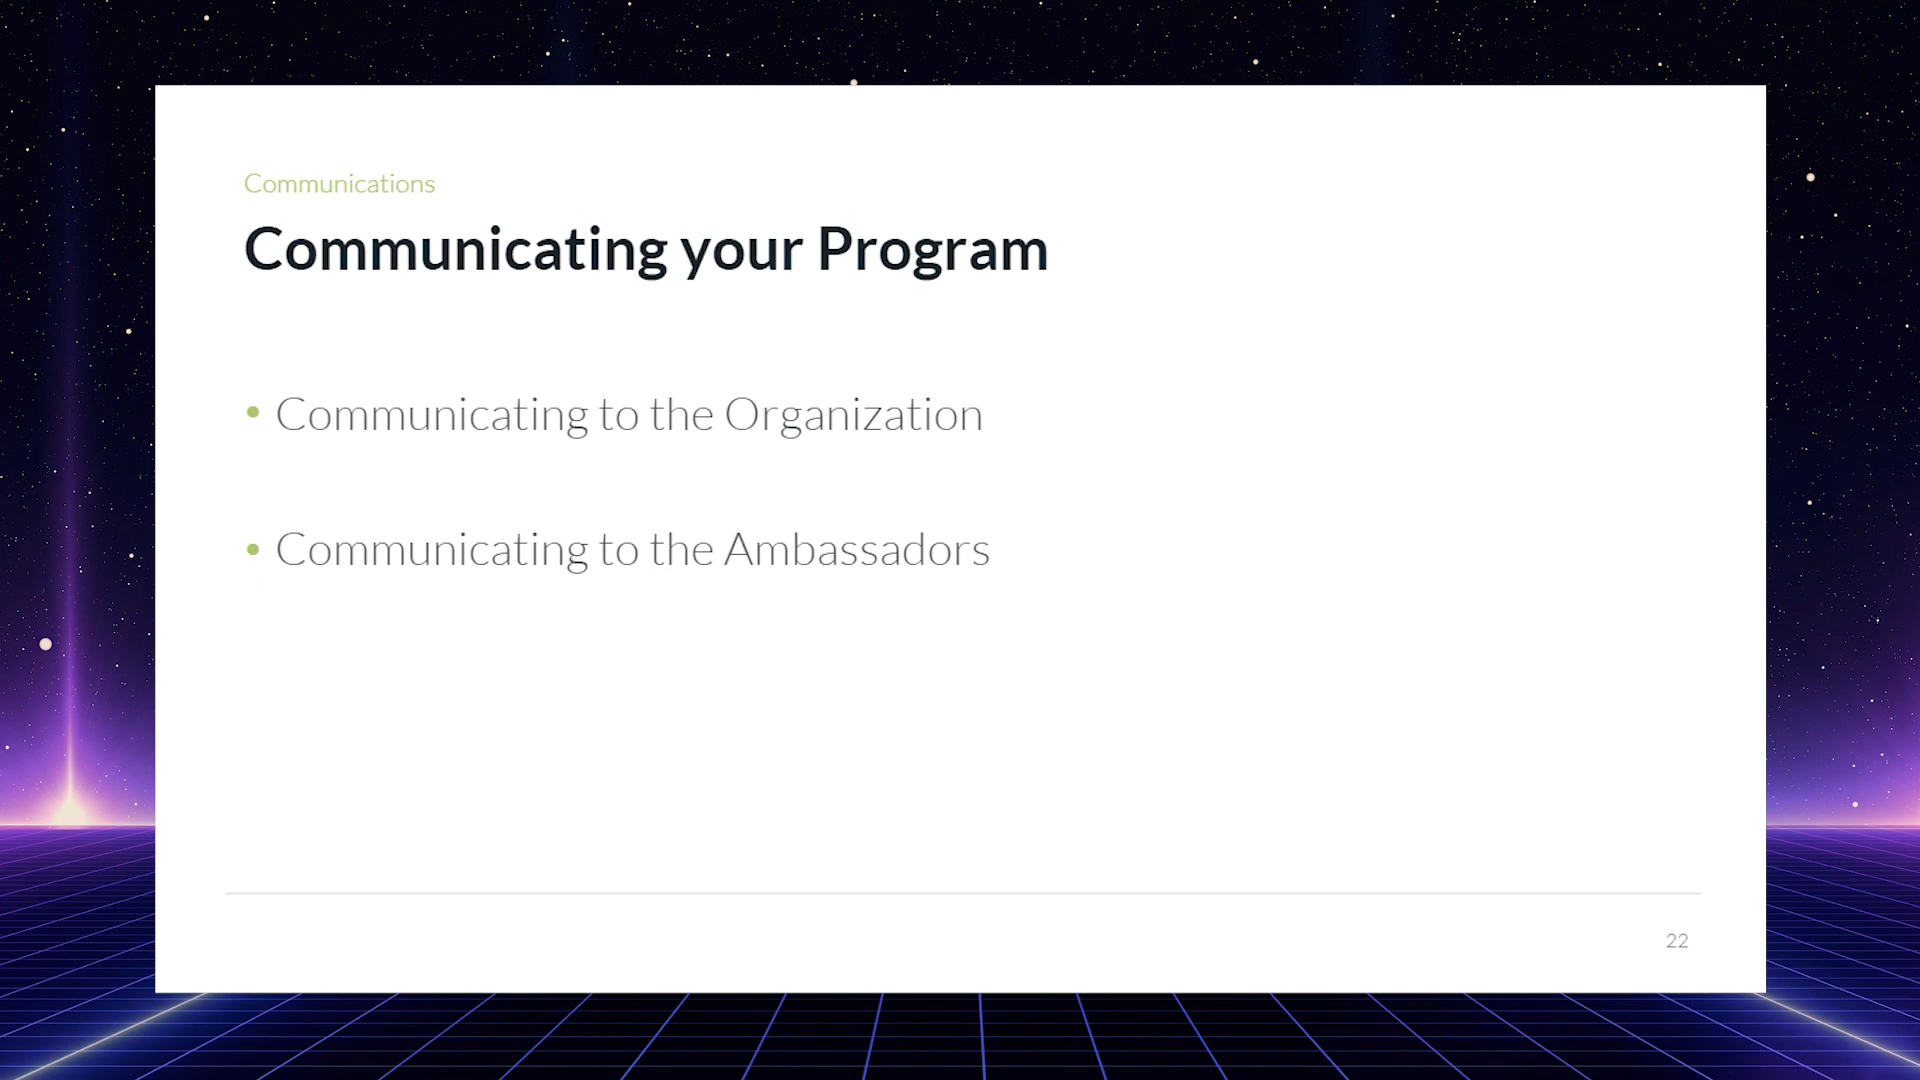 Communications
Communicating your Program
• Communicating to the Organization
• Communicating to the Ambassadors
22